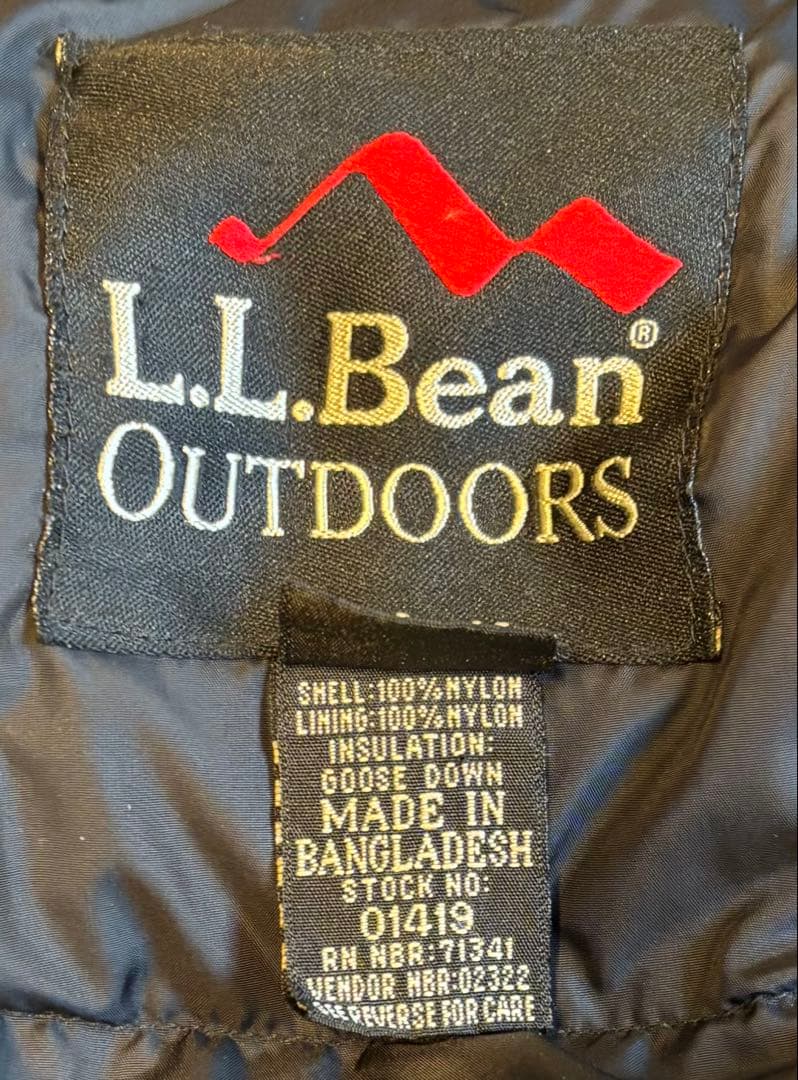 L.L.Bean®
OUTDOORS
SHELL:100%NYLON
LINING:100%NYLON
INSULATION:
GOOSE DOWN
MADE IN
BANGLADESH
STOCK NO:
01419
RN NBR:71341
VENDOR NBR:02322
SEE REVERSE FOR CARE